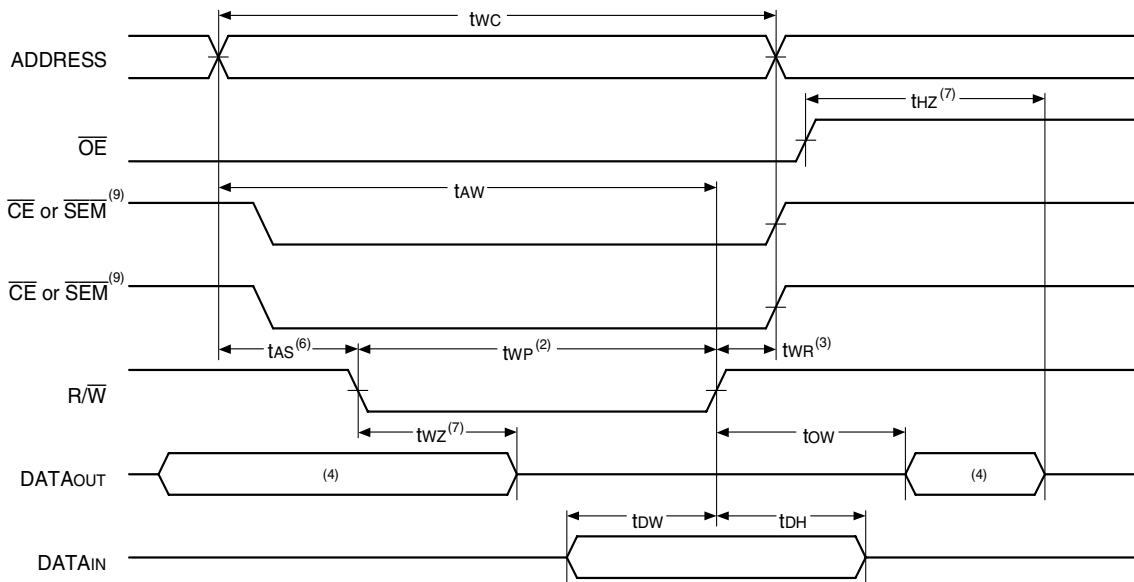 tWC
ADDRESS
tHZ(7)
OE
tAW
CE or SEM(9)
CE or SEM(9)
tAS(6) tWP(2) tWR(3)
R/W
tWZ(7) tOW
DATAOUT (4) (4)
tDW tDH
DATAIN